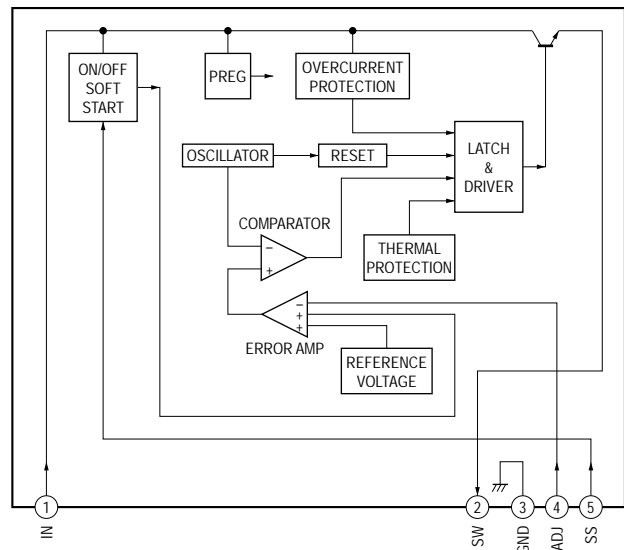 ON/OFF
SOFT
START
PREG
OVERCURRENT
PROTECTION
OSCILLATOR
RESET
LATCH
&
DRIVER
COMPARATOR
−
+
THERMAL
PROTECTION
−
+
+
ERROR AMP
REFERENCE
VOLTAGE
1
2
3
4
5
IN
SW
GND
ADJ
SS